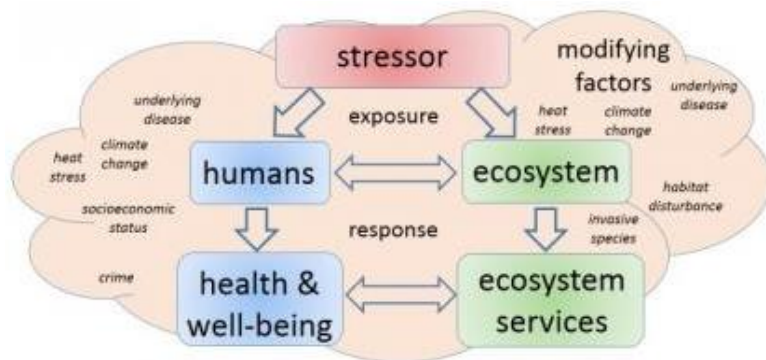 stressor
modifying
factors
underlying
disease
heat
stress
climate
change
underlying
disease
exposure
heat
stress
climate
change
humans
ecosystem
habitat
disturbance
socioeconomic
status
response
invasive
species
crime
health &
well-being
ecosystem
services